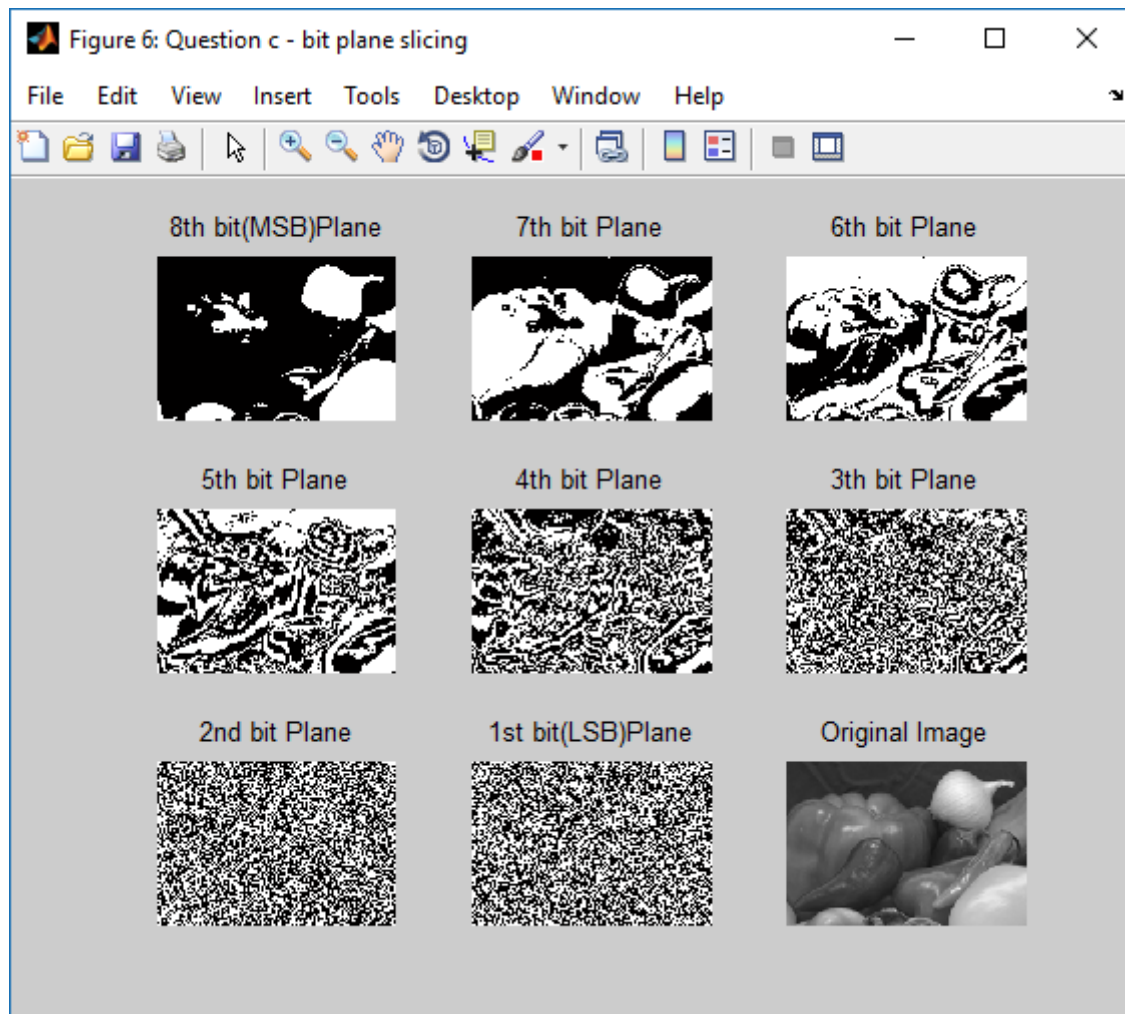 Figure 6: Question c - bit plane slicing
File Edit View Insert Tools Desktop Window Help
8th bit(MSB)Plane 7th bit Plane 6th bit Plane
5th bit Plane 4th bit Plane 3th bit Plane
2nd bit Plane 1st bit(LSB)Plane Original Image